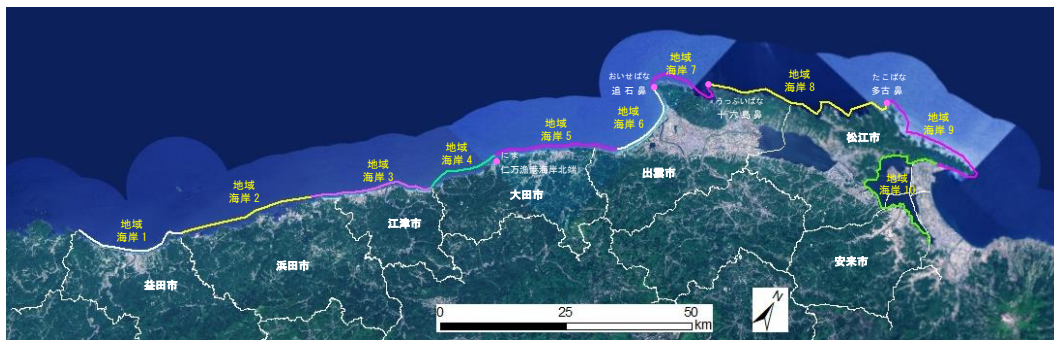 地域
海岸 1
地域
海岸 2
地域
海岸 3
地域
海岸 4
地域
海岸 5
地域
海岸 6
地域
海岸 7
地域
海岸 8
地域
海岸 9
地域
海岸 10
おいせばな
追石鼻
うっぷいばな
十六島鼻
たこばな
多古鼻
にま
仁万漁港海岸北端
益田市
浜田市
江津市
大田市
出雲市
松江市
安来市
0 25 50
km
N